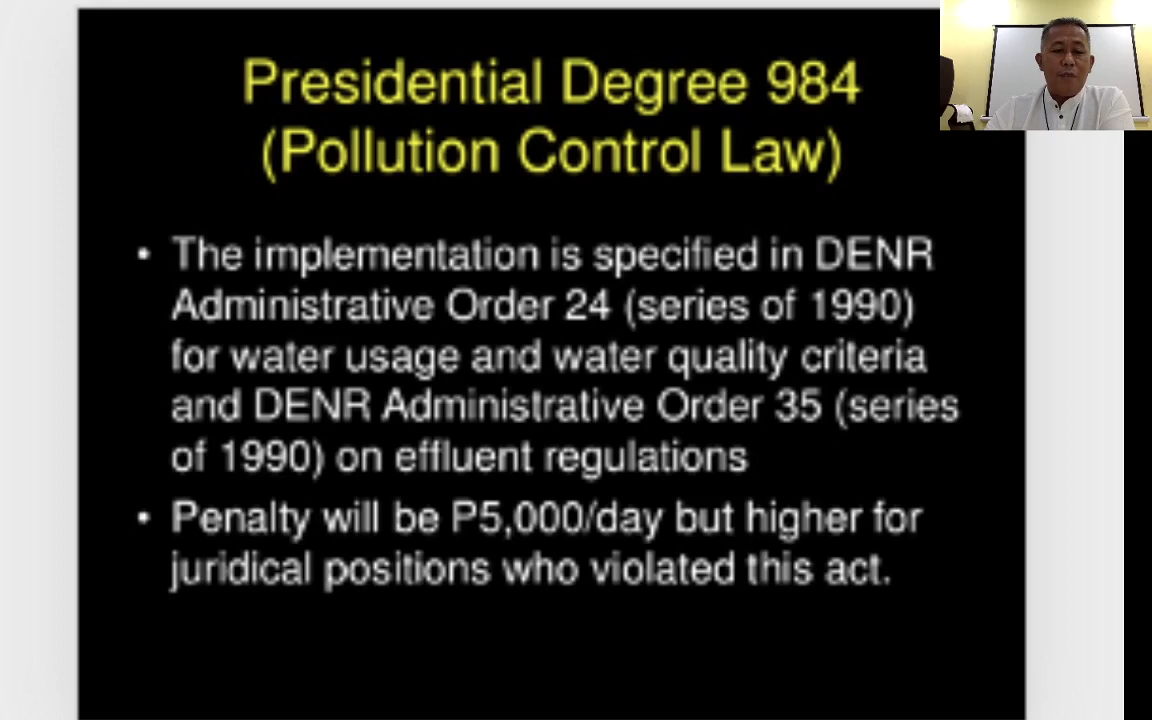 Presidential Degree 984
(Pollution Control Law)
• The implementation is specified in DENR
Administrative Order 24 (series of 1990)
for water usage and water quality criteria
and DENR Administrative Order 35 (series
of 1990) on effluent regulations
• Penalty will be P5,000/day but higher for
juridical positions who violated this act.